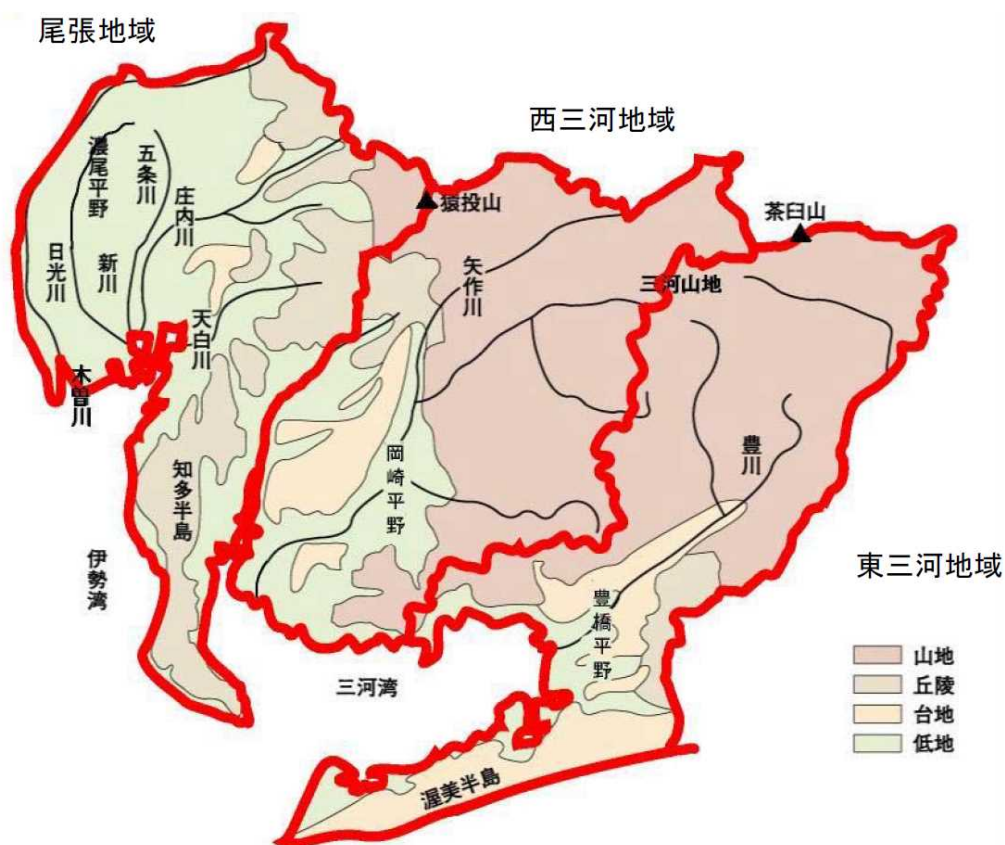 尾張地域
西三河地域
濃尾平野
五条川
庄内川
猿投山
茶臼山
日光川
新川
矢作川
三河山地
天白川
木曽川
知多半島
岡崎平野
豊川
伊勢湾
東三河地域
豊橋平野
三河湾
山地
丘陵
台地
低地
渥美半島